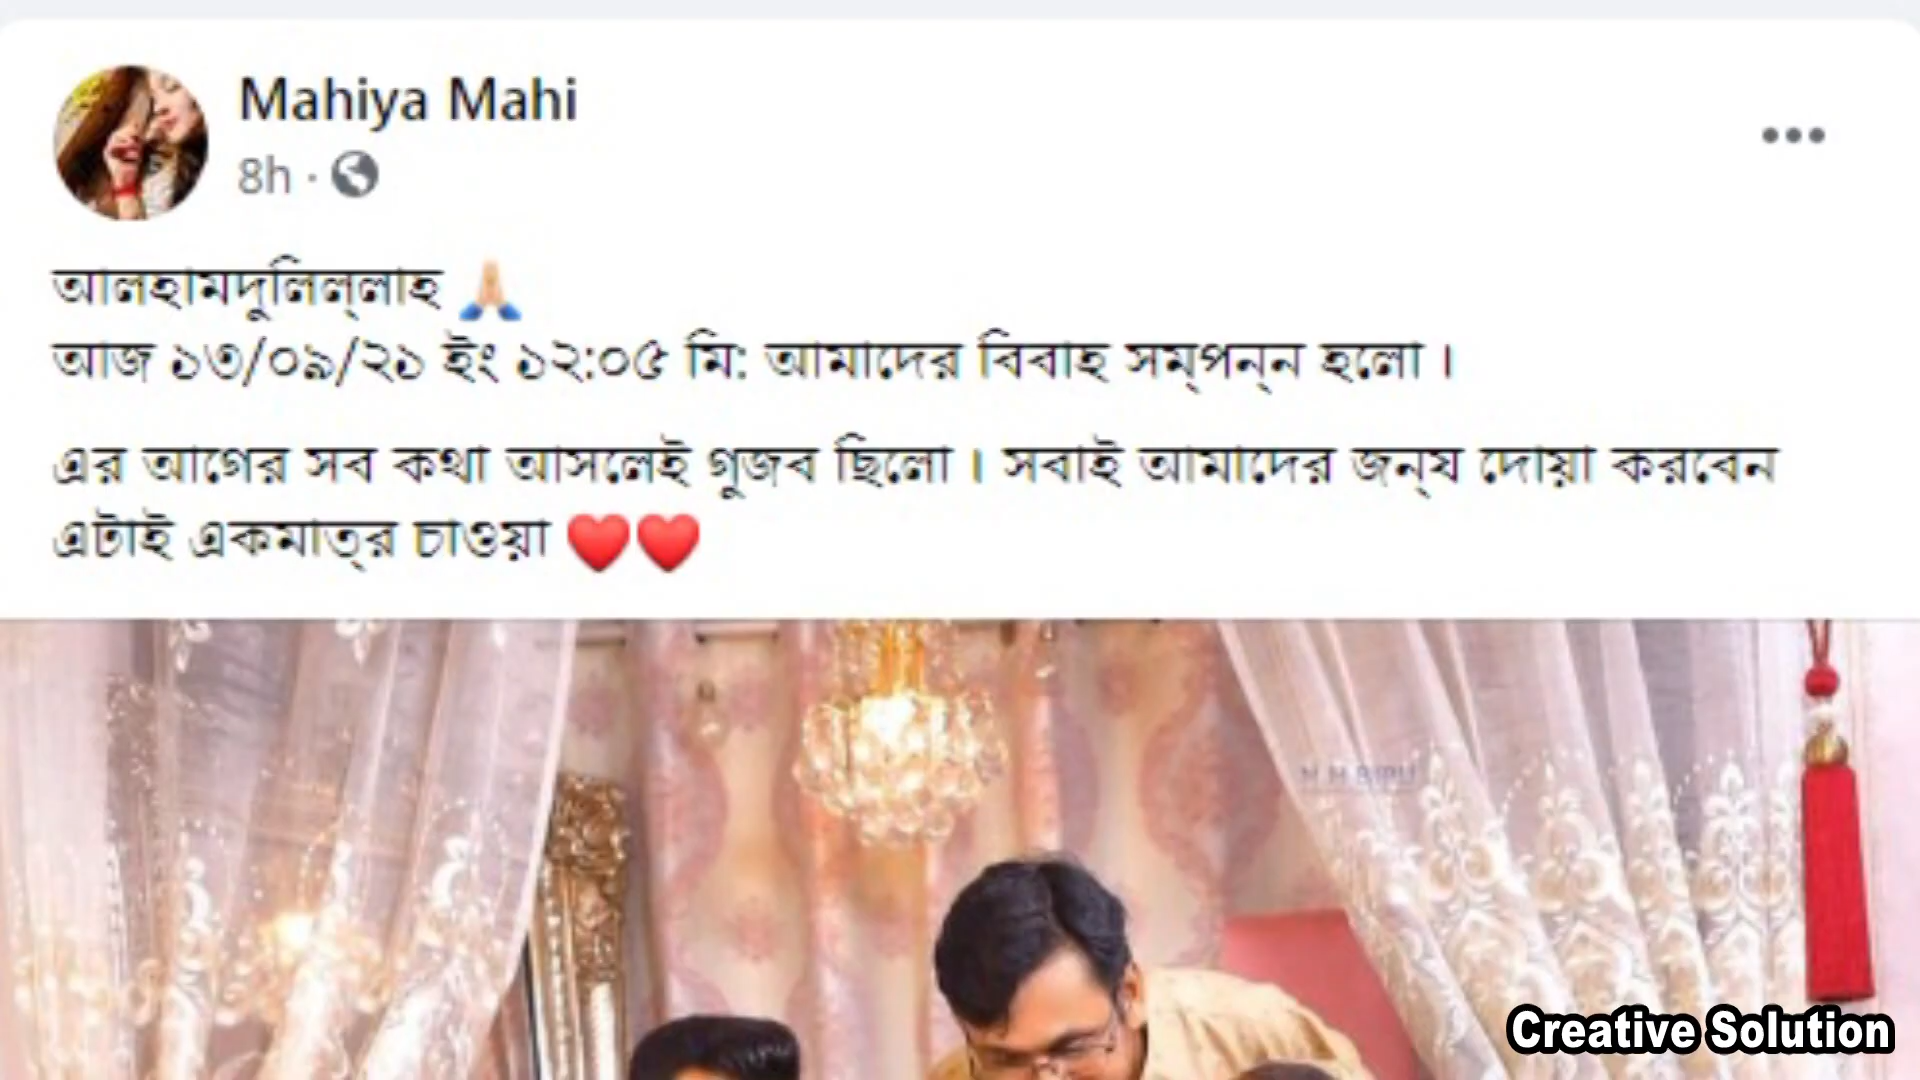 Mahiya Mahi
8h ·
আলহামদুলিল্লাহ 🙏🏻
আজ ১৩/০৯/২১ ইং ১২:০৫ মি: আমাদের বিবাহ সম্পন্ন হলো ।
এর আগের সব কথা আসলেই গুজব ছিলো । সবাই আমাদের জন্য দোয়া করবেন
এটাই একমাত্র চাওয়া ❤️❤️
Creative Solution